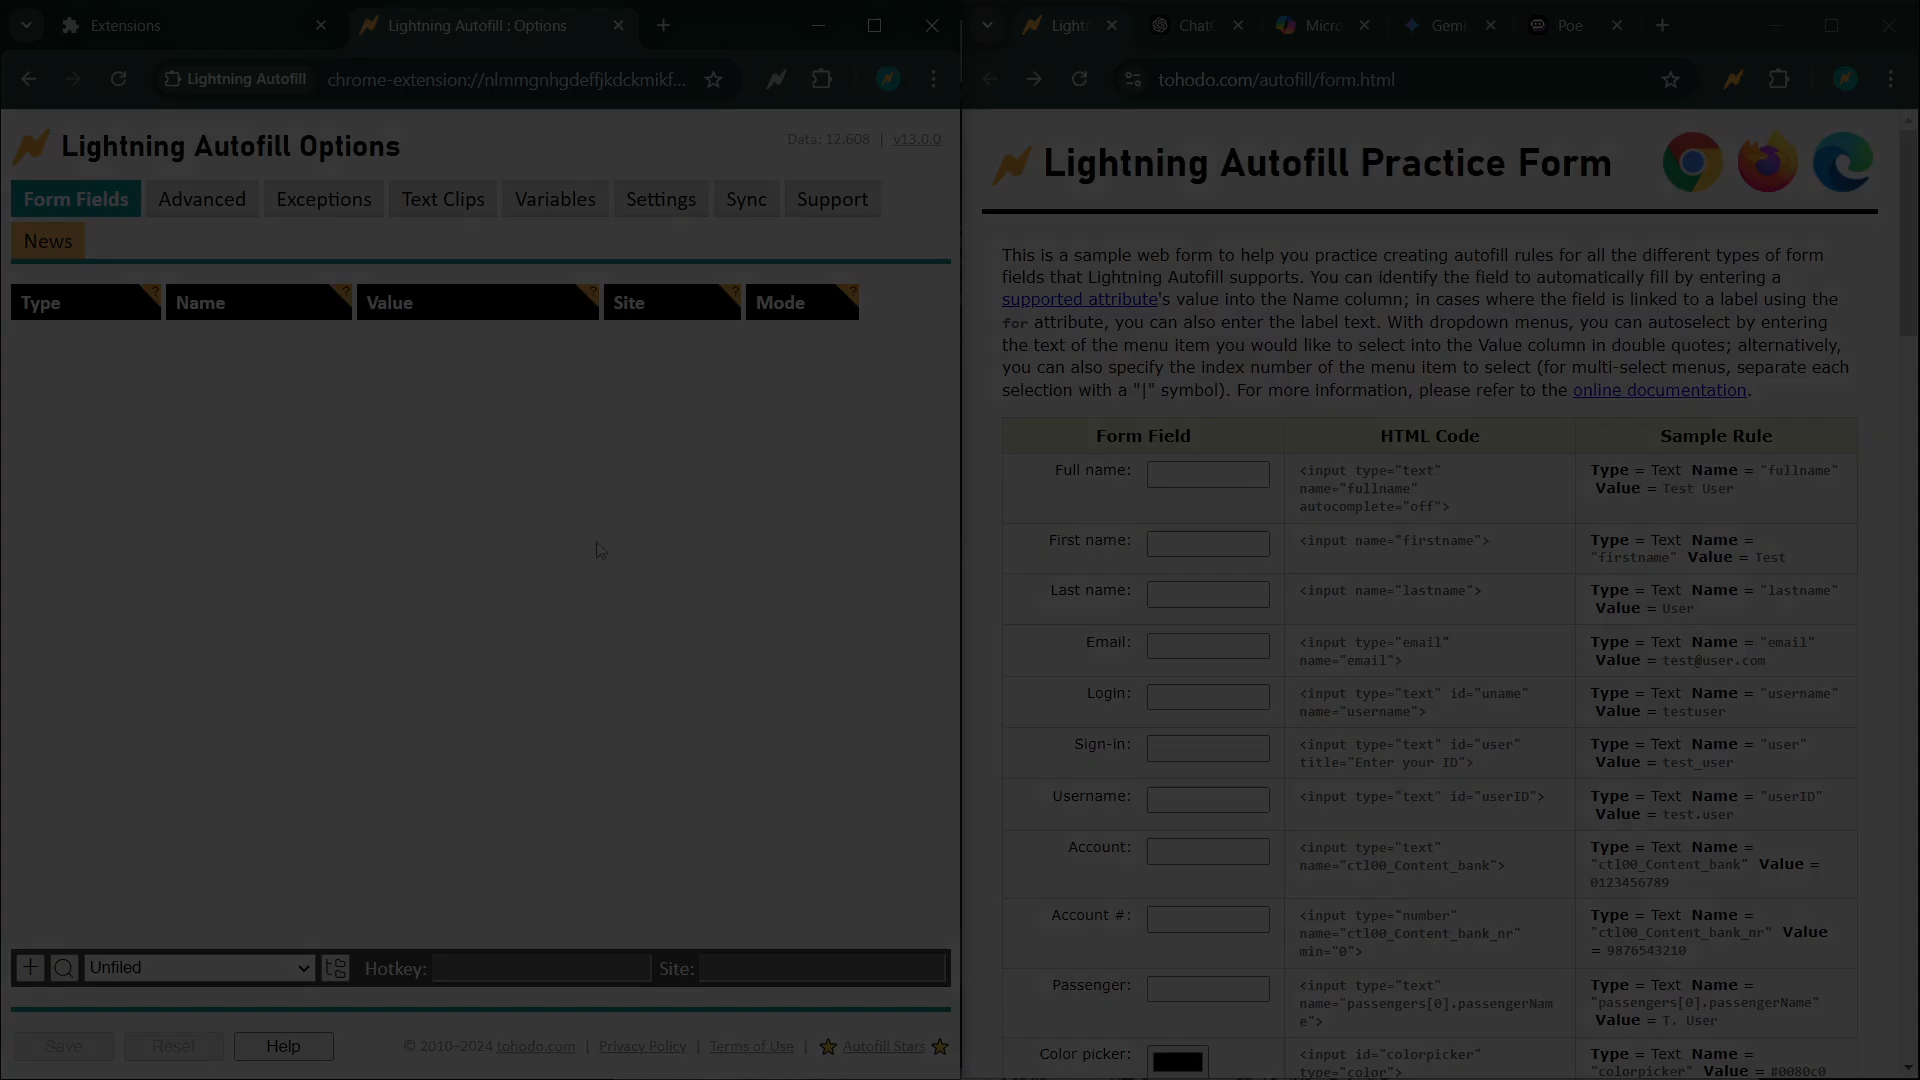 Extensions
Lightning Autofill : Options
Lightning Autofill
chrome-extension://nlmmgnhgdeffjkdckmikf...
Lightning Autofill Options
Data: 12,608 | v13.0.0
Form Fields
Advanced
Exceptions
Text Clips
Variables
Settings
Sync
Support
News
Type ?
Name ?
Value ?
Site ?
Mode ?
Unfiled
Hotkey:
Site:
Save
Reset
Help
© 2010–2024 tohodo.com | Privacy Policy | Terms of Use | Autofill Stars
Lightn
Chat
Micro
Gemi
Poe
tohodo.com/autofill/form.html
Lightning Autofill Practice Form
This is a sample web form to help you practice creating autofill rules for all the different types of form
fields that Lightning Autofill supports. You can identify the field to automatically fill by entering a
supported attribute's value into the Name column; in cases where the field is linked to a label using the
for attribute, you can also enter the label text. With dropdown menus, you can autoselect by entering
the text of the menu item you would like to select into the Value column in double quotes; alternatively,
you can also specify the index number of the menu item to select (for multi-select menus, separate each
selection with a "|" symbol). For more information, please refer to the online documentation.
Form Field
HTML Code
Sample Rule
Full name:
<input type="text"
name="fullname"
autocomplete="off">
Type = Text Name = "fullname"
Value = Test User
First name:
<input name="firstname">
Type = Text Name =
"firstname" Value = Test
Last name:
<input name="lastname">
Type = Text Name = "lastname"
Value = User
Email:
<input type="email"
name="email">
Type = Text Name = "email"
Value = test@user.com
Login:
<input type="text" id="uname"
name="username">
Type = Text Name = "username"
Value = testuser
Sign-in:
<input type="text" id="user"
title="Enter your ID">
Type = Text Name = "user"
Value = test_user
Username:
<input type="text" id="userID">
Type = Text Name = "userID"
Value = test.user
Account:
<input type="text"
name="ctl00_Content_bank">
Type = Text Name =
"ctl00_Content_bank" Value =
0123456789
Account #:
<input type="number"
name="ctl00_Content_bank_nr"
min="0">
Type = Text Name =
"ctl00_Content_bank_nr" Value
= 9876543210
Passenger:
<input type="text"
name="passengers[0].passengerNam
e">
Type = Text Name =
"passengers[0].passengerName"
Value = T. User
Color picker:
<input id="colorpicker"
type="color">
Type = Text Name =
"colorpicker" Value = #0080c0